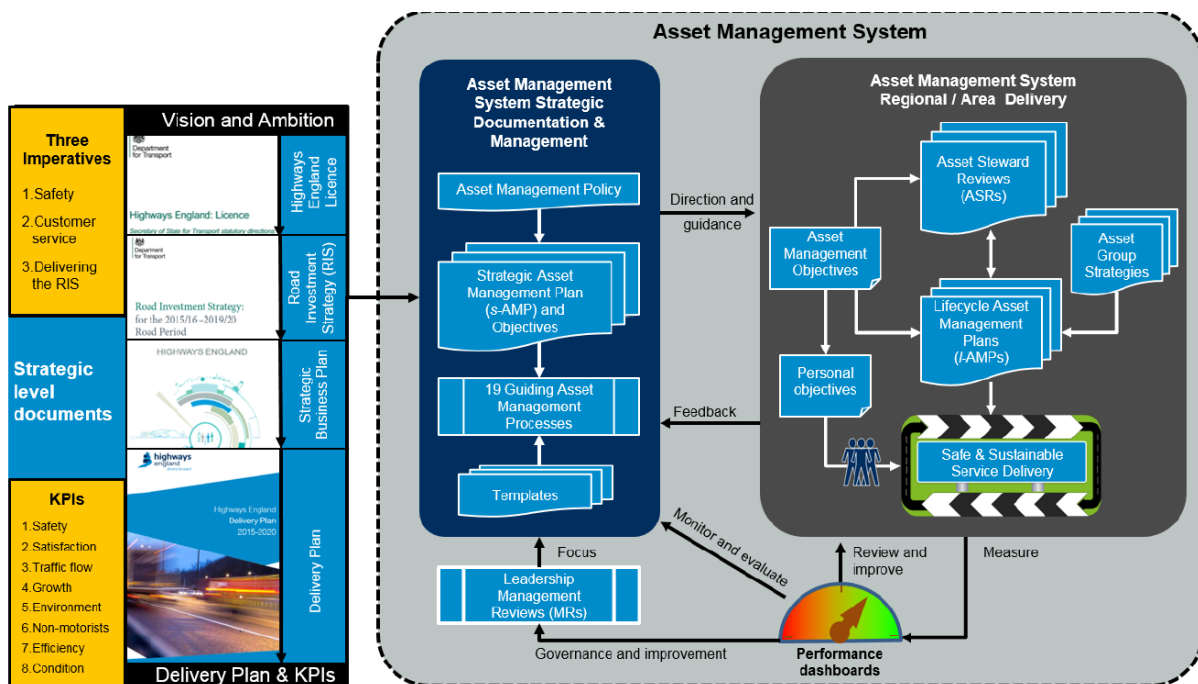 Asset Management System
Vision and Ambition
Three
Imperatives
1.Safety
2.Customer
service
3.Delivering
the RIS
Strategic
level
documents
KPIs
1.Safety
2.Satisfaction
3.Traffic flow
4.Growth
5.Environment
6.Non-motorists
7.Efficiency
8.Condition
Department
for Transport
Highways England: Licence
Secretary of State for Transport statutory directions
Highways
England
Licence
Department
for Transport
Road Investment Strategy:
for the 2015/16–2019/20
Road Period
Road
Investment
Strategy (RIS)
HIGHWAYS ENGLAND
Strategic
Business Plan
highways
england
Highways England
Delivery Plan
2015-2020
Delivery Plan
Delivery Plan & KPIs
Asset Management
System Strategic
Documentation &
Management
Asset Management Policy
Strategic Asset
Management Plan
(s-AMP) and
Objectives
19 Guiding Asset
Management
Processes
Templates
Focus
Leadership
Management
Reviews (MRs)
Direction and
guidance
Feedback
Monitor and evaluate
Governance and improvement
Asset Management System
Regional / Area Delivery
Asset Steward
Reviews
(ASRs)
Asset
Management
Objectives
Asset
Group
Strategies
Lifecycle Asset
Management
Plans
(l-AMPs)
Personal
objectives
Safe & Sustainable
Service Delivery
Review and
improve
Measure
Performance
dashboards